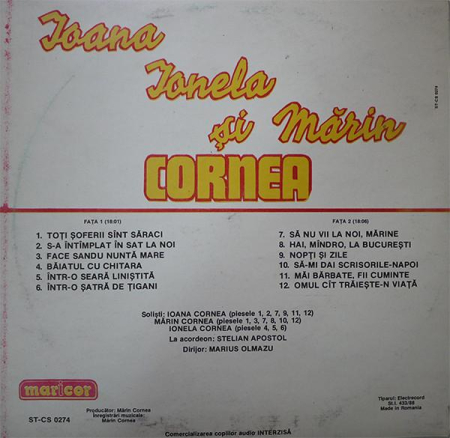 Ioana
Ionela
și Mărin
CORNEA
ST-CS 0274
FAȚA 1 (18:01)
1. TOȚI ȘOFERII SÎNT SĂRACI
2. S-A ÎNTÎMPLAT ÎN SAT LA NOI
3. FACE SANDU NUNTĂ MARE
4. BĂIATUL CU CHITARA
5. ÎNTR-O SEARĂ LINIȘTITĂ
6. ÎNTR-O ȘATRĂ DE ȚIGANI
FAȚA 2 (18:06)
7. SĂ NU VII LA NOI, MĂRINE
8. HAI, MÎNDRO, LA BUCUREȘTI
9. NOPȚI ȘI ZILE
10. SĂ-MI DAI SCRISORILE-NAPOI
11. MĂI BĂRBATE, FII CUMINTE
12. OMUL CÎT TRĂIEȘTE-N VIAȚĂ
Soliști: IOANA CORNEA (piesele 1, 2, 7, 9, 11, 12)
MĂRIN CORNEA (piesele 1, 3, 7, 8, 10, 12)
IONELA CORNEA (piesele 4, 5, 6)
La acordeon: STELIAN APOSTOL
Dirijor: MARIUS OLMAZU
maricor
ST-CS 0274
Producător: Mărin Cornea
Înregistrări muzicale:
Mărin Cornea
Tiparul: Electrecord
Made in Romania
Comercializarea copiilor audio INTERZISĂ